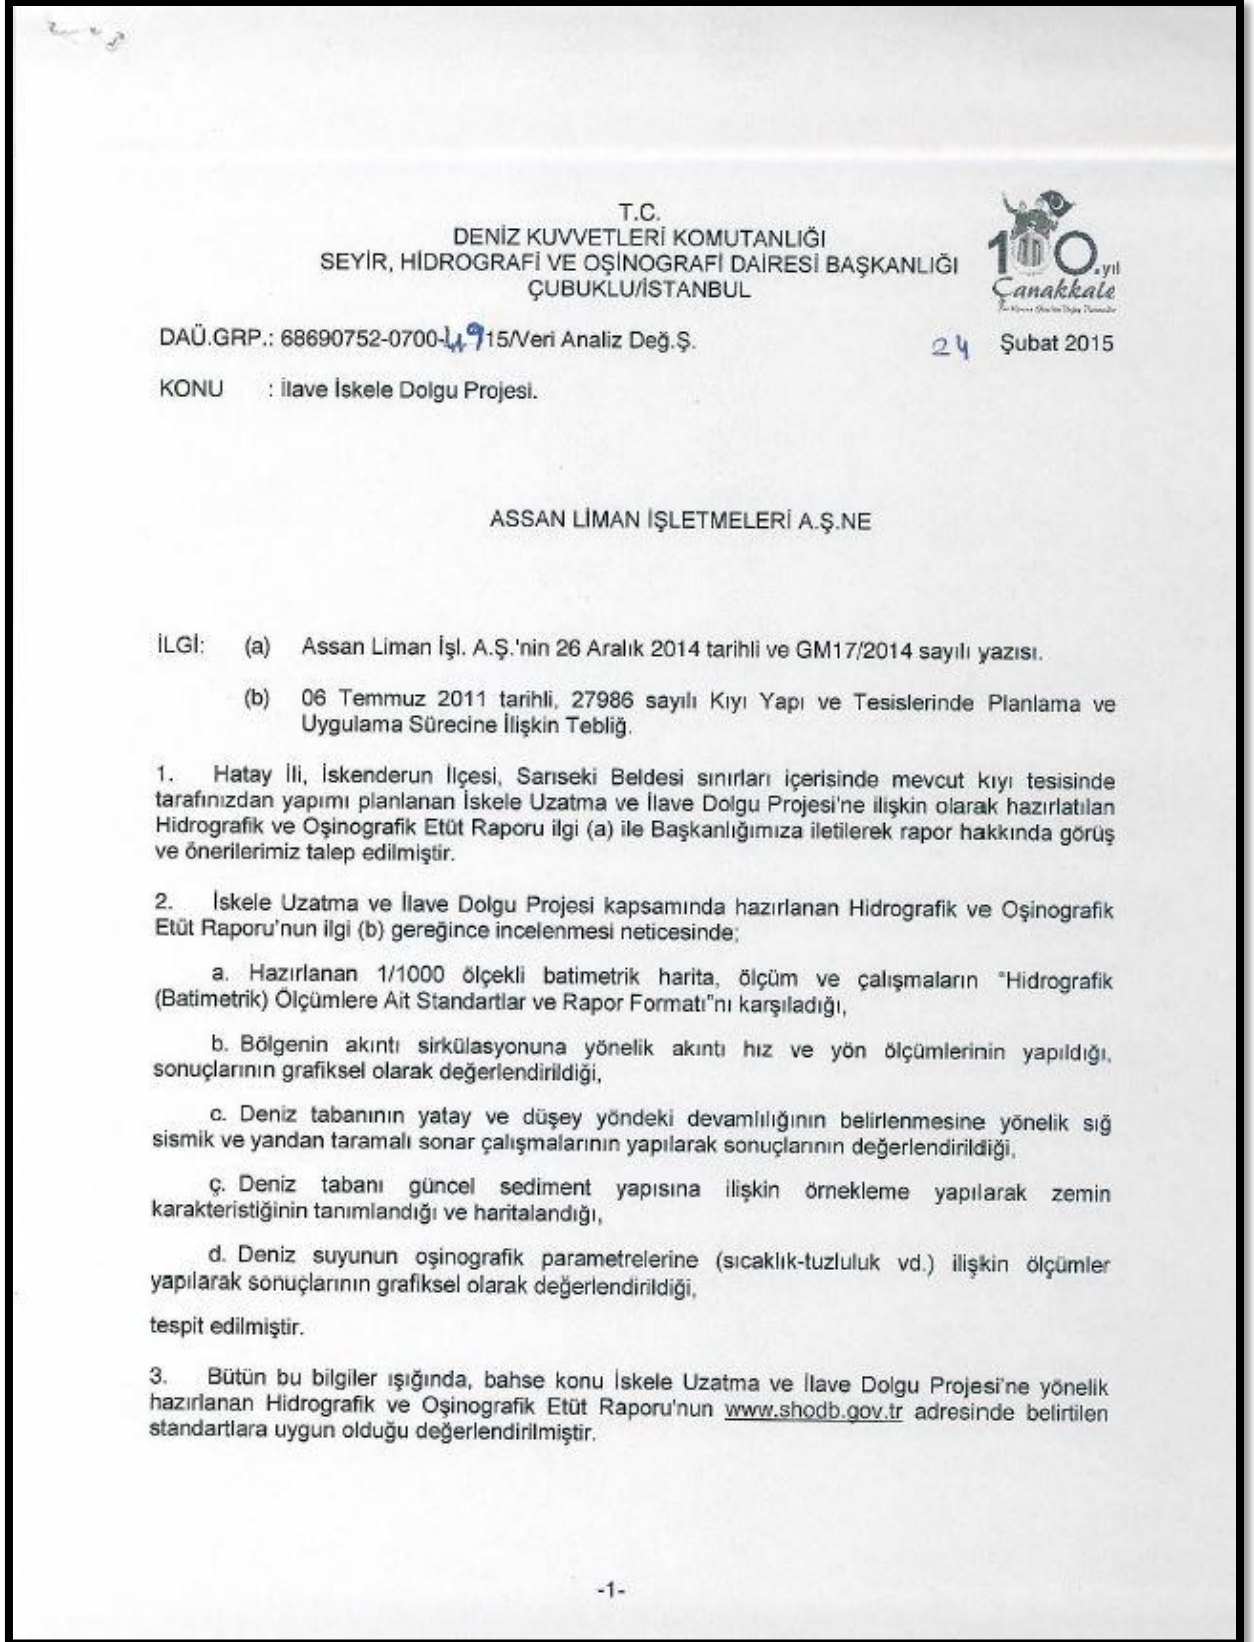 T.C.
DENİZ KUVVETLERİ KOMUTANLIĞI
SEYİR, HİDROGRAFİ VE OŞİNOGRAFİ DAİRESİ BAŞKANLIĞI
ÇUBUKLU/İSTANBUL
100.yıl
Çanakkale
DAÜ.GRP.: 68690752-0700-49-15/Veri Analiz Değ.Ş.
24 Şubat 2015
KONU : İlave İskele Dolgu Projesi.
ASSAN LİMAN İŞLETMELERİ A.Ş.NE
İLGİ: (a) Assan Liman İşl. A.Ş.'nin 26 Aralık 2014 tarihli ve GM17/2014 sayılı yazısı.
(b) 06 Temmuz 2011 tarihli, 27986 sayılı Kıyı Yapı ve Tesislerinde Planlama ve
Uygulama Sürecine İlişkin Tebliğ.
1. Hatay İli, İskenderun İlçesi, Sarıseki Beldesi sınırları içerisinde mevcut kıyı tesisinde
tarafınızdan yapımı planlanan İskele Uzatma ve İlave Dolgu Projesi'ne ilişkin olarak hazırlatılan
Hidrografik ve Oşinografik Etüt Raporu ilgi (a) ile Başkanlığımıza iletilerek rapor hakkında görüş
ve önerilerimiz talep edilmiştir.
2. İskele Uzatma ve İlave Dolgu Projesi kapsamında hazırlanan Hidrografik ve Oşinografik
Etüt Raporu'nun ilgi (b) gereğince incelenmesi neticesinde;
a. Hazırlanan 1/1000 ölçekli batimetrik harita, ölçüm ve çalışmaların "Hidrografik
(Batimetrik) Ölçümlere Ait Standartlar ve Rapor Formatı"nı karşıladığı,
b. Bölgenin akıntı sirkülasyonuna yönelik akıntı hız ve yön ölçümlerinin yapıldığı,
sonuçlarının grafiksel olarak değerlendirildiği,
c. Deniz tabanının yatay ve düşey yöndeki devamlılığının belirlenmesine yönelik sığ
sismik ve yandan taramalı sonar çalışmalarının yapılarak sonuçlarının değerlendirildiği,
ç. Deniz tabanı güncel sediment yapısına ilişkin örnekleme yapılarak zemin
karakteristiğinin tanımlandığı ve haritalandığı,
d. Deniz suyunun oşinografik parametrelerine (sıcaklık-tuzluluk vd.) ilişkin ölçümler
yapılarak sonuçlarının grafiksel olarak değerlendirildiği,
tespit edilmiştir.
3. Bütün bu bilgiler ışığında, bahse konu İskele Uzatma ve İlave Dolgu Projesi'ne yönelik
hazırlanan Hidrografik ve Oşinografik Etüt Raporu'nun www.shodb.gov.tr adresinde belirtilen
standartlara uygun olduğu değerlendirilmiştir.
-1-